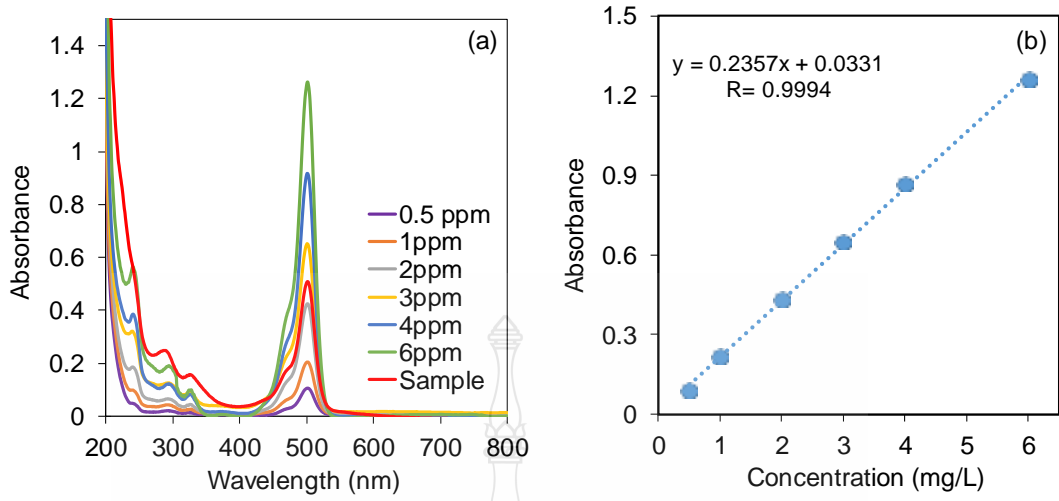 (a)
1.4
1.2
1
0.8
0.6
0.4
0.2
0
Absorbance
0.5 ppm
1ppm
2ppm
3ppm
4ppm
6ppm
Sample
200 300 400 500 600 700 800
Wavelength (nm)
(b)
y = 0.2357x + 0.0331
R= 0.9994
1.5
1.2
0.9
0.6
0.3
0
Absorbance
0 1 2 3 4 5 6
Concentration (mg/L)